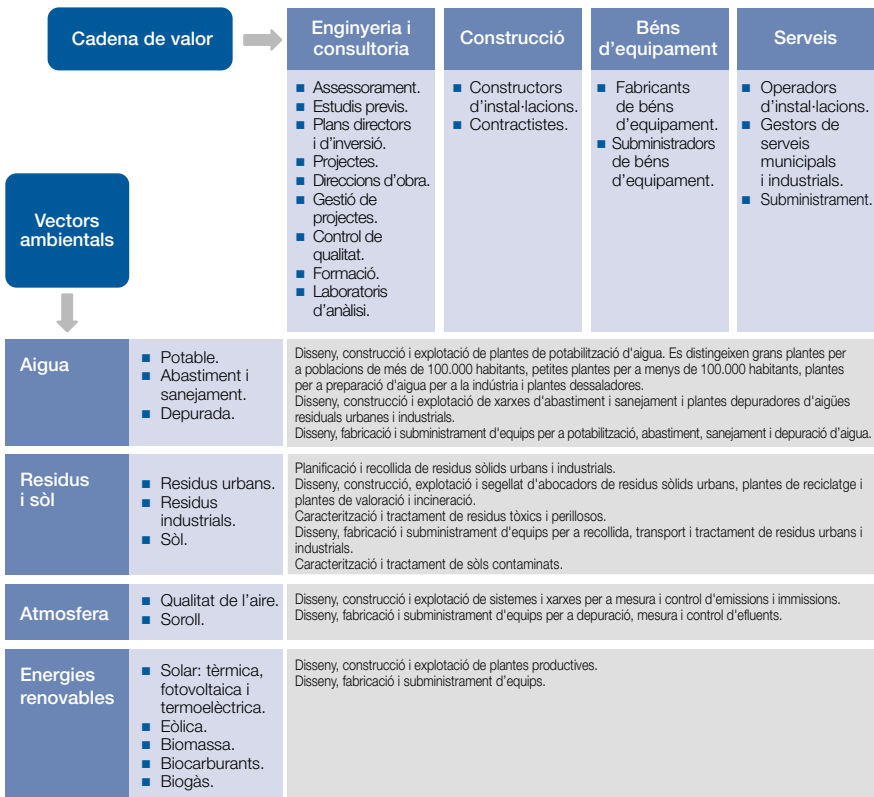 Cadena de valor
Enginyeria i
consultoria
Construcció
Béns
d'equipament
Serveis
Assessorament.
Estudis previs.
Plans directors
i d'inversió.
Projectes.
Direccions d'obra.
Gestió de
projectes.
Control de
qualitat.
Formació.
Laboratoris
d'anàlisi.
Constructors
d'instal·lacions.
Contractistes.
Fabricants
de béns
d'equipament.
Subministradors
de béns
d'equipament.
Operadors
d'instal·lacions.
Gestors de
serveis
municipals
i industrials.
Subministrament.
Vectors
ambientals
Aigua
Potable.
Abastiment i
sanejament.
Depurada.
Disseny, construcció i explotació de plantes de potabilització d'aigua. Es distingeixen grans plantes per
a poblacions de més de 100.000 habitants, petites plantes per a menys de 100.000 habitants, plantes
per a preparació d'aigua per a la indústria i plantes dessaladores.
Disseny, construcció i explotació de xarxes d'abastiment i sanejament i plantes depuradores d'aigües
residuals urbanes i industrials.
Disseny, fabricació i subministrament d'equips per a potabilització, abastiment, sanejament i depuració d'aigua.
Residus
i sòl
Residus urbans.
Residus
industrials.
Sòl.
Planificació i recollida de residus sòlids urbans i industrials.
Disseny, construcció, explotació i segellat d'abocadors de residus sòlids urbans, plantes de reciclatge i
plantes de valoració i incineració.
Caracterització i tractament de residus tòxics i perillosos.
Disseny, fabricació i subministrament d'equips per a recollida, transport i tractament de residus urbans i
industrials.
Caracterització i tractament de sòls contaminats.
Atmosfera
Qualitat de l'aire.
Soroll.
Disseny, construcció i explotació de sistemes i xarxes per a mesura i control d'emissions i immissions.
Disseny, fabricació i subministrament d'equips per a depuració, mesura i control d'efluents.
Energies
renovables
Solar: tèrmica,
fotovoltaica i
termoelèctrica.
Eòlica.
Biomassa.
Biocarburants.
Biogàs.
Disseny, construcció i explotació de plantes productives.
Disseny, fabricació i subministrament d'equips.